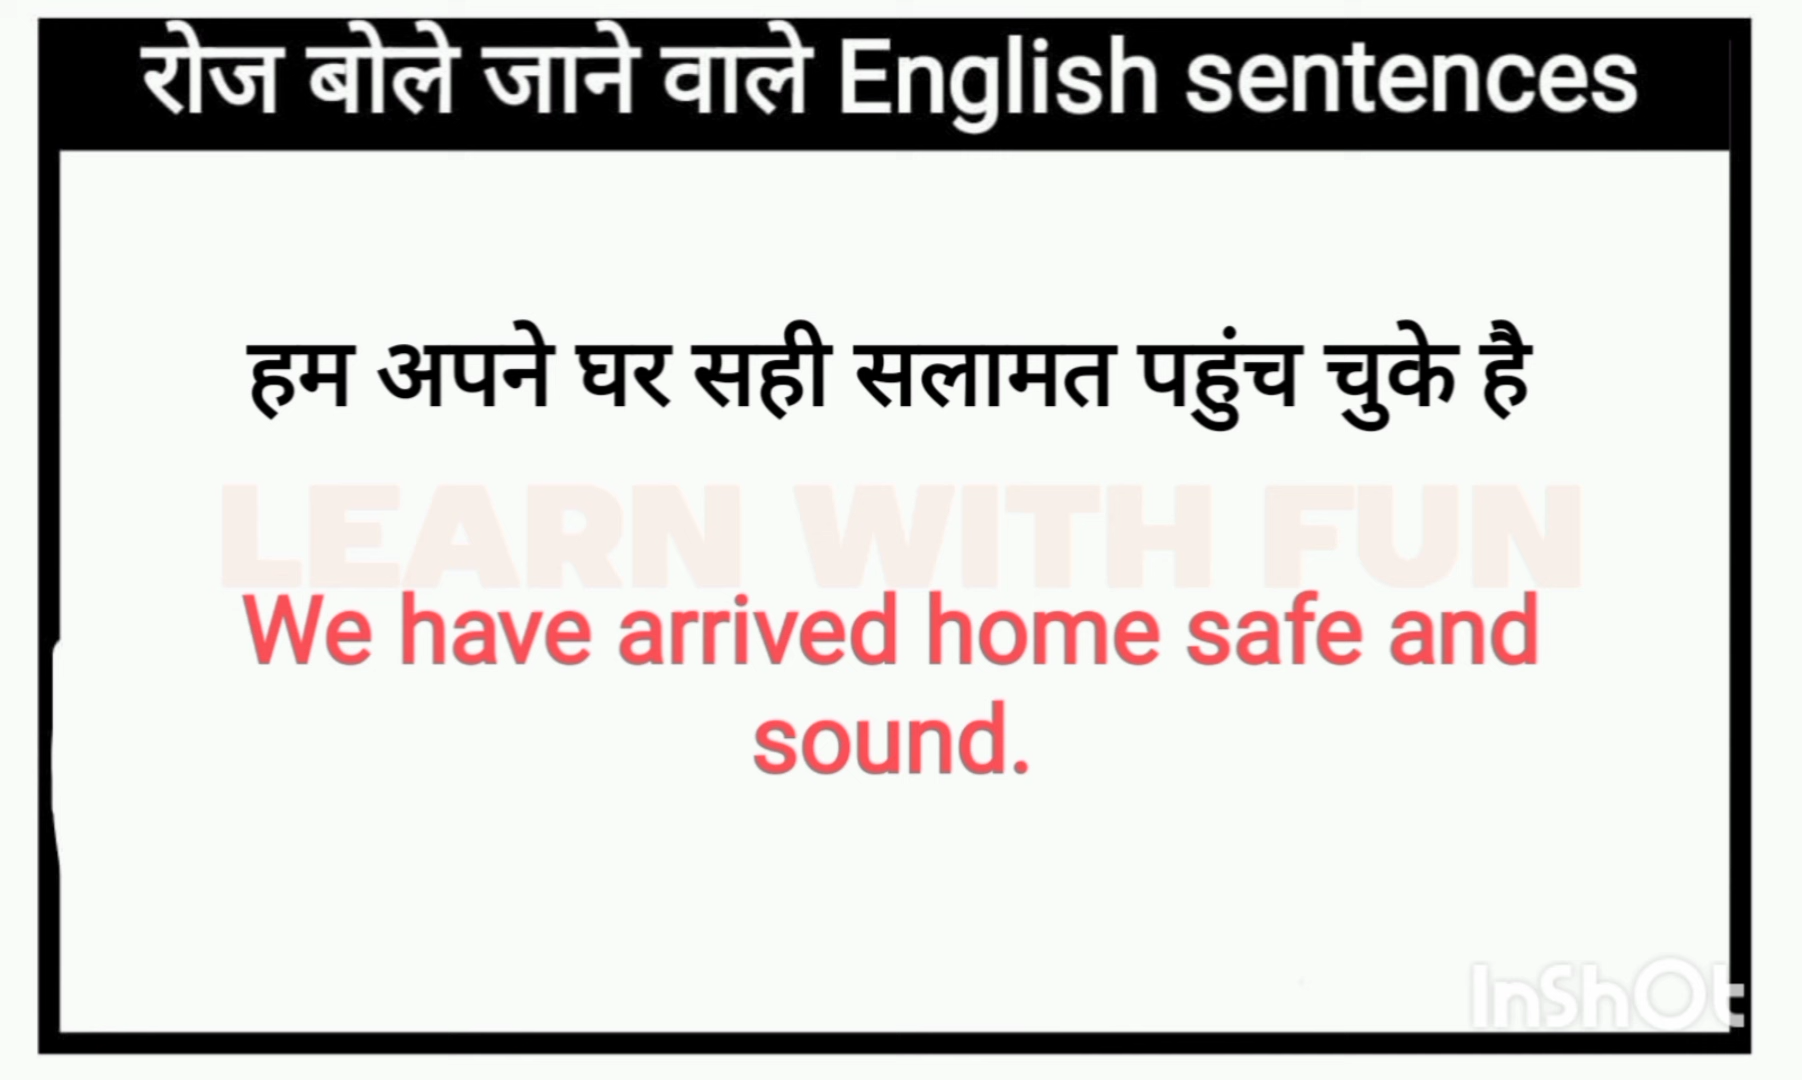 रोज बोले जाने वाले English sentences
हम अपने घर सही सलामत पहुंच चुके है
LEARN WITH FUN
We have arrived home safe and
sound.
InShOt